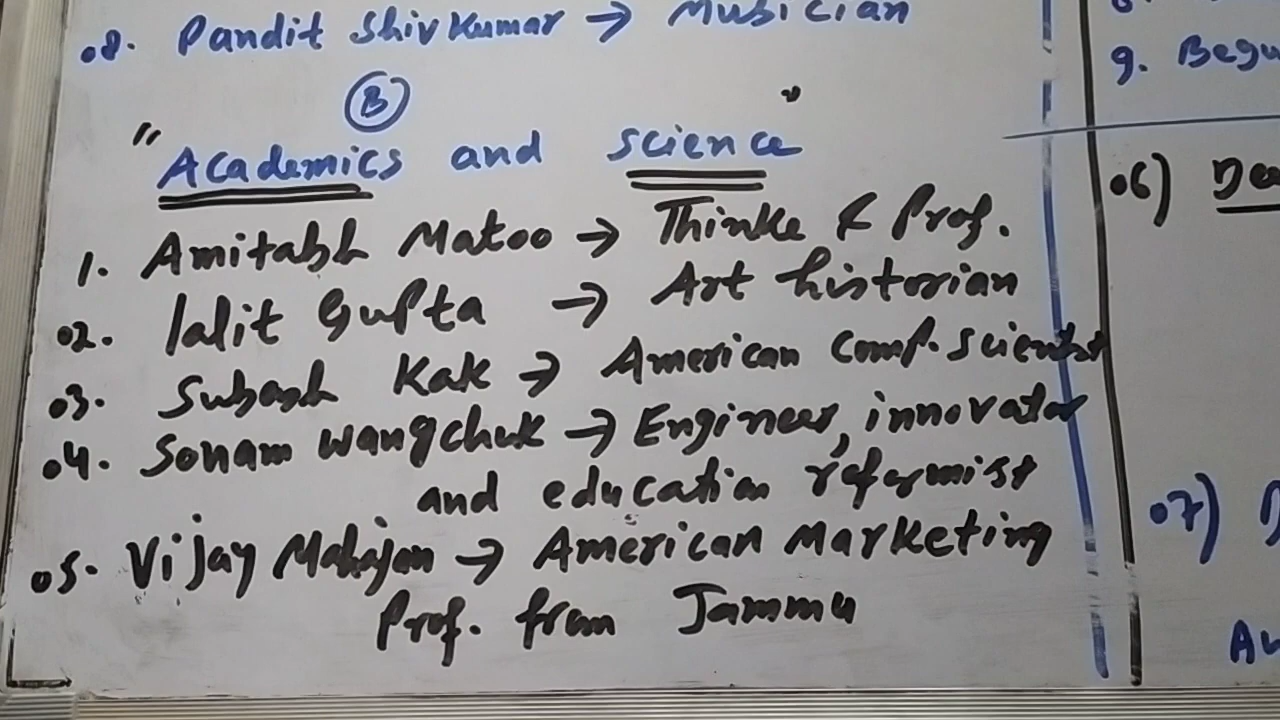 08. Pandit Shiv Kumar → Musician
B
"Academics and science"
1. Amitabh Matoo → Thinke & Prof.
02. lalit Gupta → Art historian
03. Subash Kak → American Comp. scientist
04. Sonam wangchuk → Engineer, innovator
and education reformist
05. Vijay Mahajan → American Marketing
Prof. from Jammu
9. Begu
06) De
07)